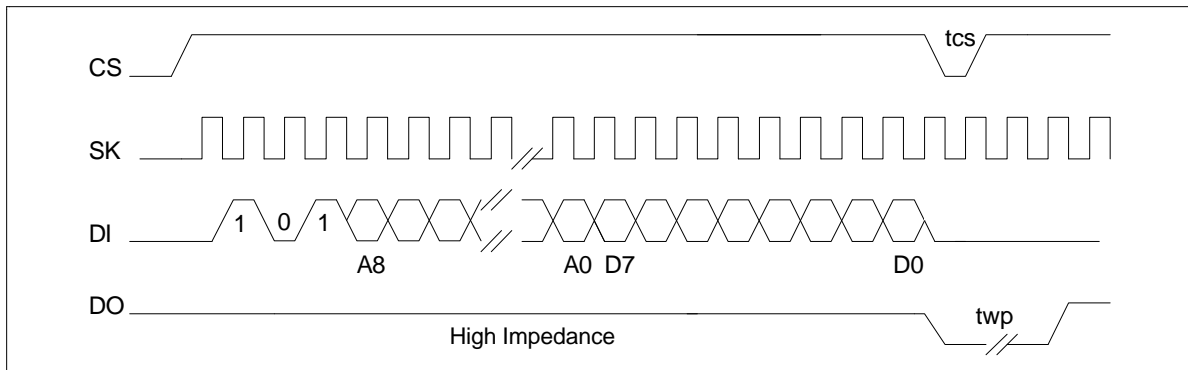 CS
tcs
SK
DI
1 0 1
A8
A0 D7
D0
DO
High Impedance
twp